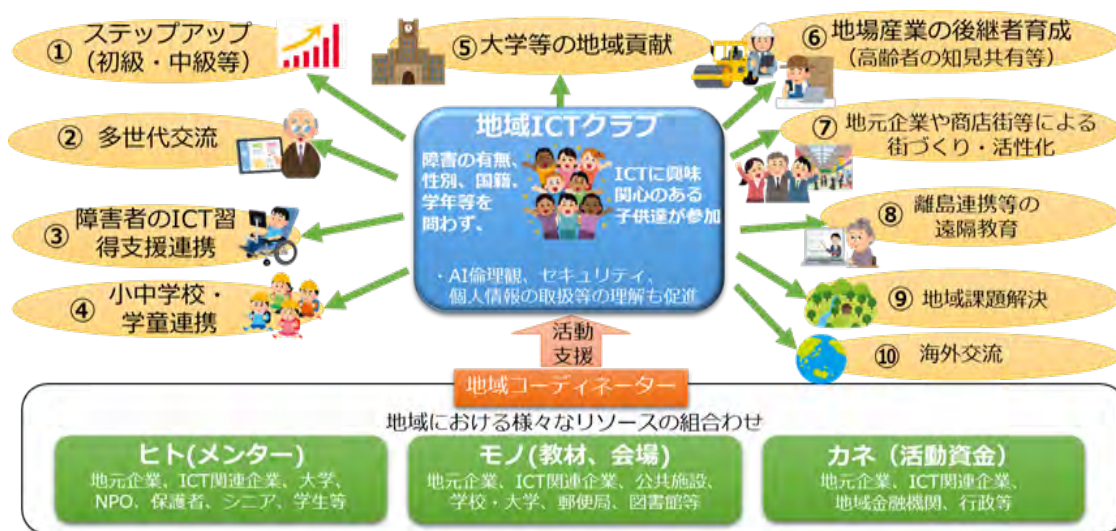 ① ステップアップ
（初級・中級等）
② 多世代交流
③ 障害者のICT習
得支援連携
④ 小中学校・
学童連携
⑤ 大学等の地域貢献
⑥ 地場産業の後継者育成
（高齢者の知見共有等）
⑦ 地元企業や商店街等による
街づくり・活性化
⑧ 離島連携等の
遠隔教育
⑨ 地域課題解決
⑩ 海外交流
地域ICTクラブ
障害の有無、
性別、国籍、
学年等を
問わず、
ICTに興味
関心のある
子供達が参加
・AI倫理観、セキュリティ、
個人情報の取扱等の理解も促進
活動
支援
地域コーディネーター
地域における様々なリソースの組合わせ
ヒト(メンター)
地元企業、ICT関連企業、大学、
NPO、保護者、シニア、学生等
モノ(教材、会場)
地元企業、ICT関連企業、公共施設、
学校・大学、郵便局、図書館等
カネ（活動資金）
地元企業、ICT関連企業、
地域金融機関、行政等